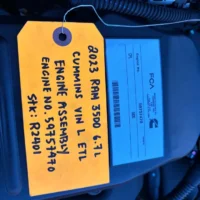 2023 RAM 3500 6.7L
CUMMINS VIN L ETL
ENGINE ASSEMBLY
ENGINE NO. 59757470
STK: R2401
FCA